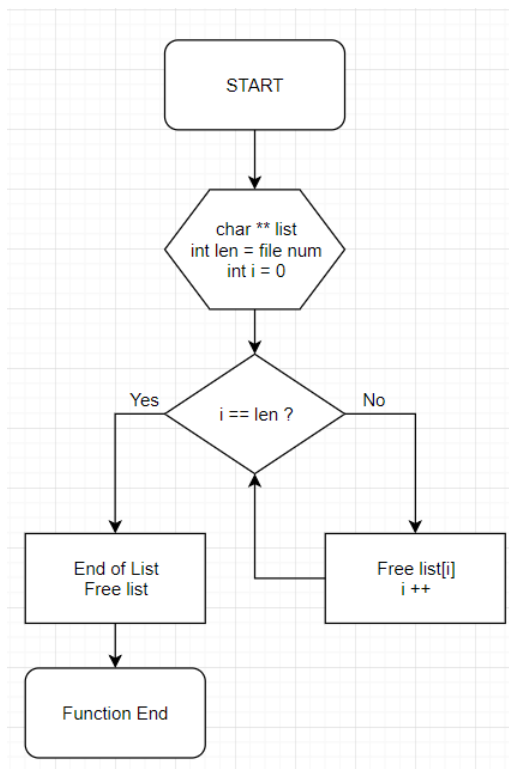 START
char ** list
int len = file num
int i = 0
i == len ?
Yes
No
End of List
Free list
Free list[i]
i ++
Function End